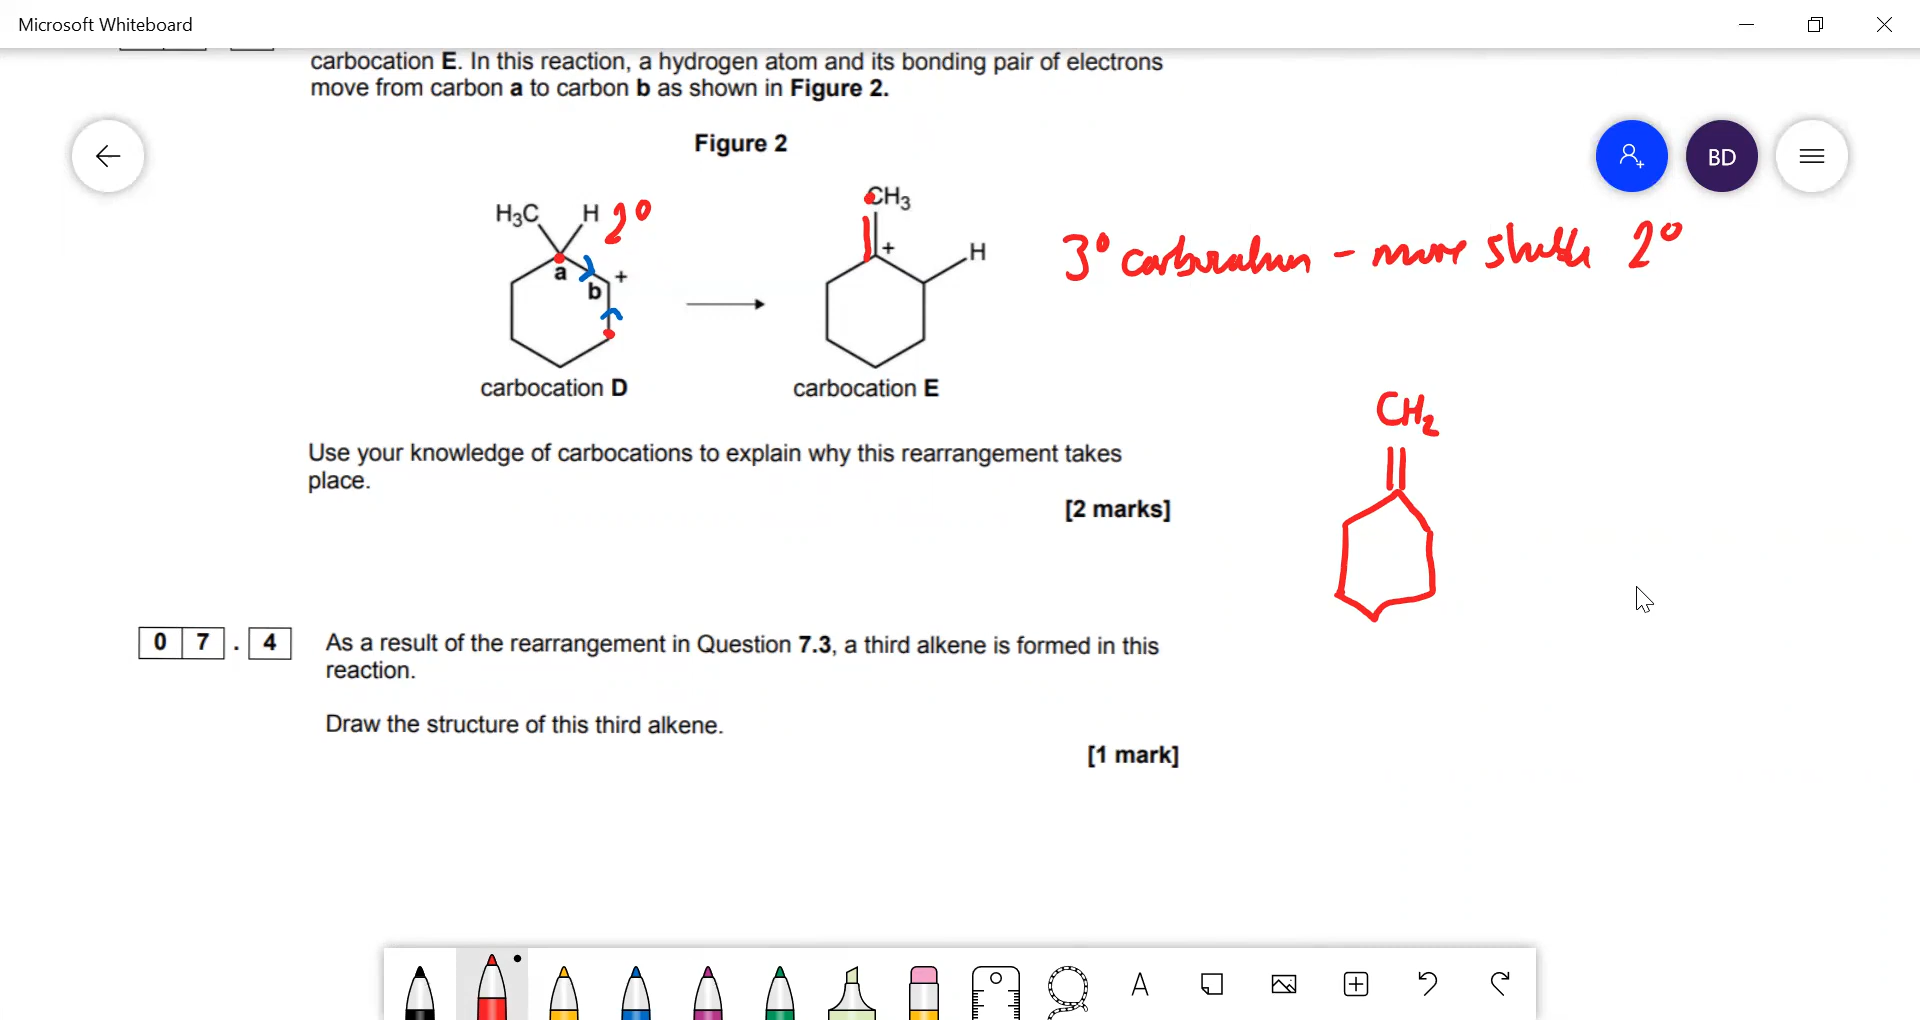 Microsoft Whiteboard
carbocation E. In this reaction, a hydrogen atom and its bonding pair of electrons
move from carbon a to carbon b as shown in Figure 2.
BD
Figure 2
H₃C H 2°
a
b
+
carbocation D
CH₃
+
H
carbocation E
3° carbocation - more stable 2°
CH₂
Use your knowledge of carbocations to explain why this rearrangement takes
place.
[2 marks]
0 7 . 4 As a result of the rearrangement in Question 7.3, a third alkene is formed in this
reaction.
Draw the structure of this third alkene.
[1 mark]
A